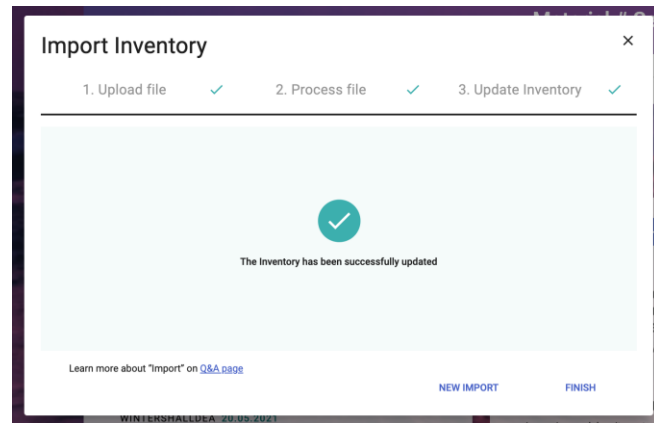 Import Inventory
1. Upload file
2. Process file
3. Update Inventory
The Inventory has been successfully updated
Learn more about "Import" on Q&A page
NEW IMPORT
FINISH
WINTERSHALLDEA 20.05.2021